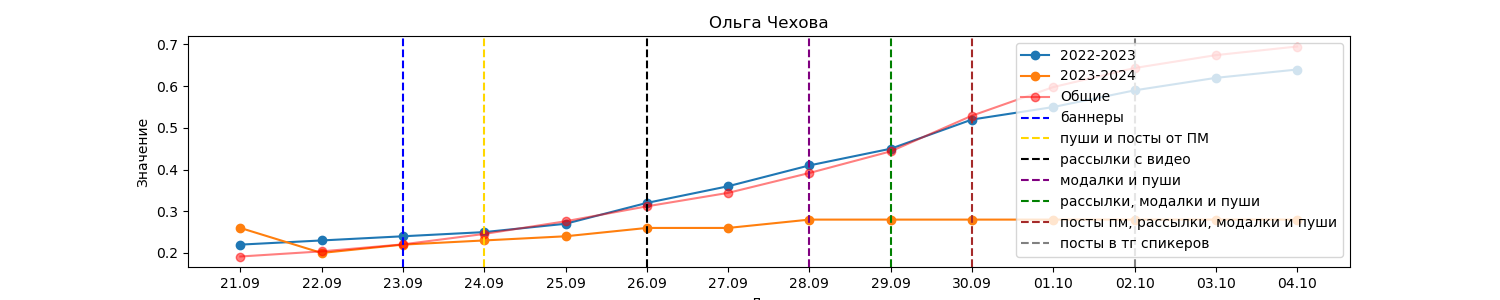 Ольга Чехова
Значение
0.7
0.6
0.5
0.4
0.3
0.2
2022-2023
2023-2024
Общие
баннеры
пуши и посты от ПМ
рассылки с видео
модалки и пуши
рассылки, модалки и пуши
посты пм, рассылки, модалки и пуши
посты в тг спикеров
21.09 22.09 23.09 24.09 25.09 26.09 27.09 28.09 29.09 30.09 01.10 02.10 03.10 04.10